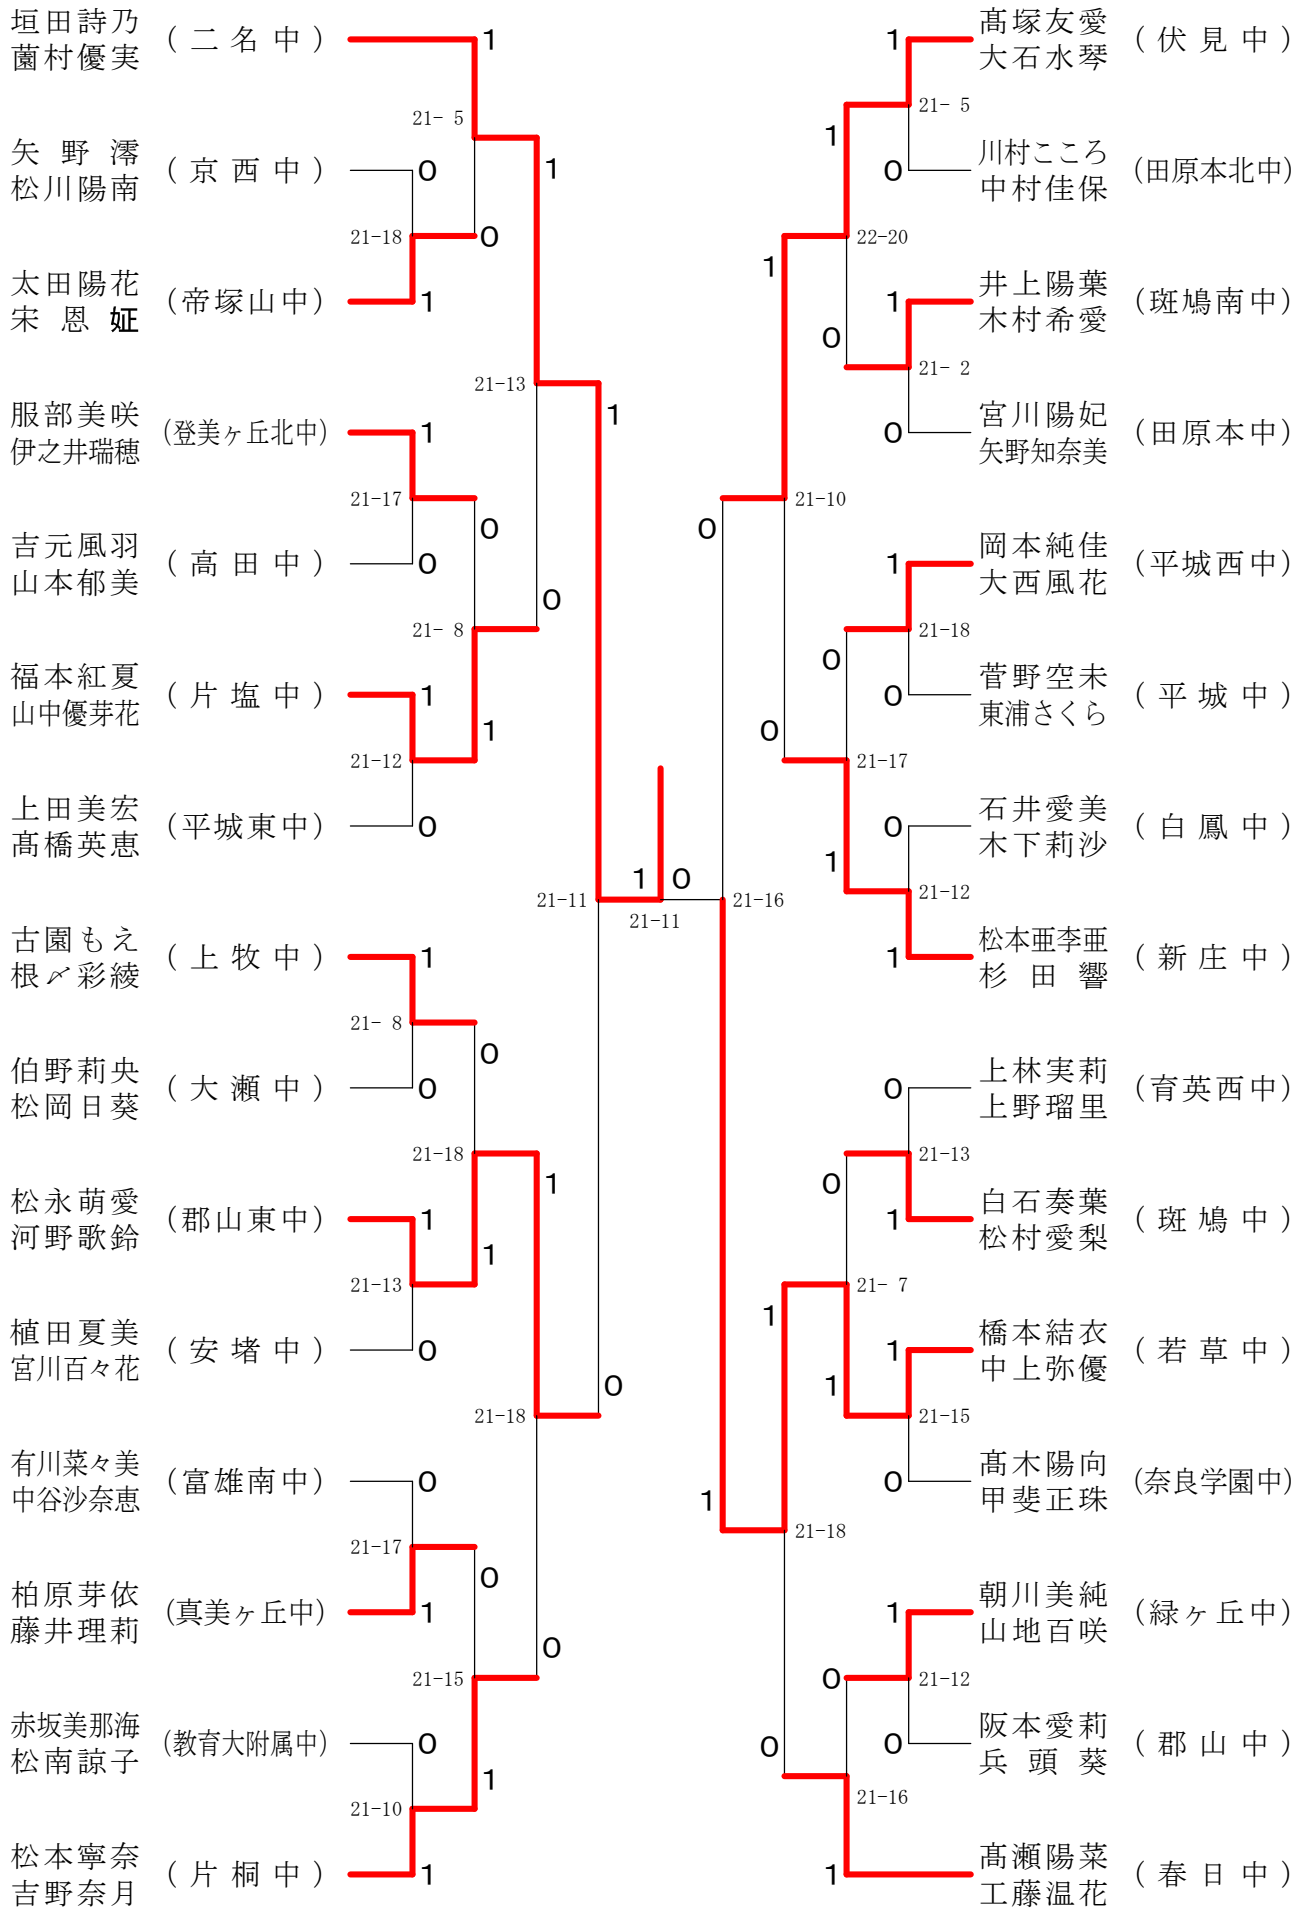 垣田詩乃
薗村優実
(二名中)
1
21- 5
矢野澪
松川陽南
(京西中)
0
1
21-18
0
太田陽花
宋恩姃
(帝塚山中)
1
21-13
服部美咲
伊之井瑞穂
(登美ヶ丘北中)
1
1
21-17
0
吉元風羽
山本郁美
(高田中)
0
0
21- 8
福本紅夏
山中優芽花
(片塩中)
1
1
21-12
上田美宏
髙橋英恵
(平城東中)
0
21-11
1
0
21-11
21-16
古園もえ
根〆彩綾
(上牧中)
1
21- 8
0
伯野莉央
松岡日葵
(大瀬中)
0
21-18
1
松永萌愛
河野歌鈴
(郡山東中)
1
1
21-13
植田夏美
宮川百々花
(安堵中)
0
0
21-18
有川菜々美
中谷沙奈恵
(富雄南中)
0
21-17
0
柏原芽依
藤井理莉
(真美ヶ丘中)
1
0
21-15
赤坂美那海
松南諒子
(教育大附属中)
0
1
21-10
松本寧奈
吉野奈月
(片桐中)
1
1
髙塚友愛
大石水琴
(伏見中)
21- 5
1
0
川村こころ
中村佳保
(田原本北中)
22-20
1
1
井上陽葉
木村希愛
(斑鳩南中)
0
21- 2
0
宮川陽妃
矢野知奈美
(田原本中)
21-10
0
1
岡本純佳
大西風花
(平城西中)
21-18
0
0
菅野空未
東浦さくら
(平城中)
0
21-17
0
石井愛美
木下莉沙
(白鳳中)
1
21-12
1
松本亜李亜
杉田響
(新庄中)
0
上林実莉
上野瑠里
(育英西中)
21-13
0
1
白石奏葉
松村愛梨
(斑鳩中)
21- 7
1
1
橋本結衣
中上弥優
(若草中)
1
21-15
0
髙木陽向
甲斐正珠
(奈良学園中)
1
21-18
1
朝川美純
山地百咲
(緑ヶ丘中)
0
21-12
0
阪本愛莉
兵頭葵
(郡山中)
0
21-16
1
髙瀬陽菜
工藤温花
(春日中)